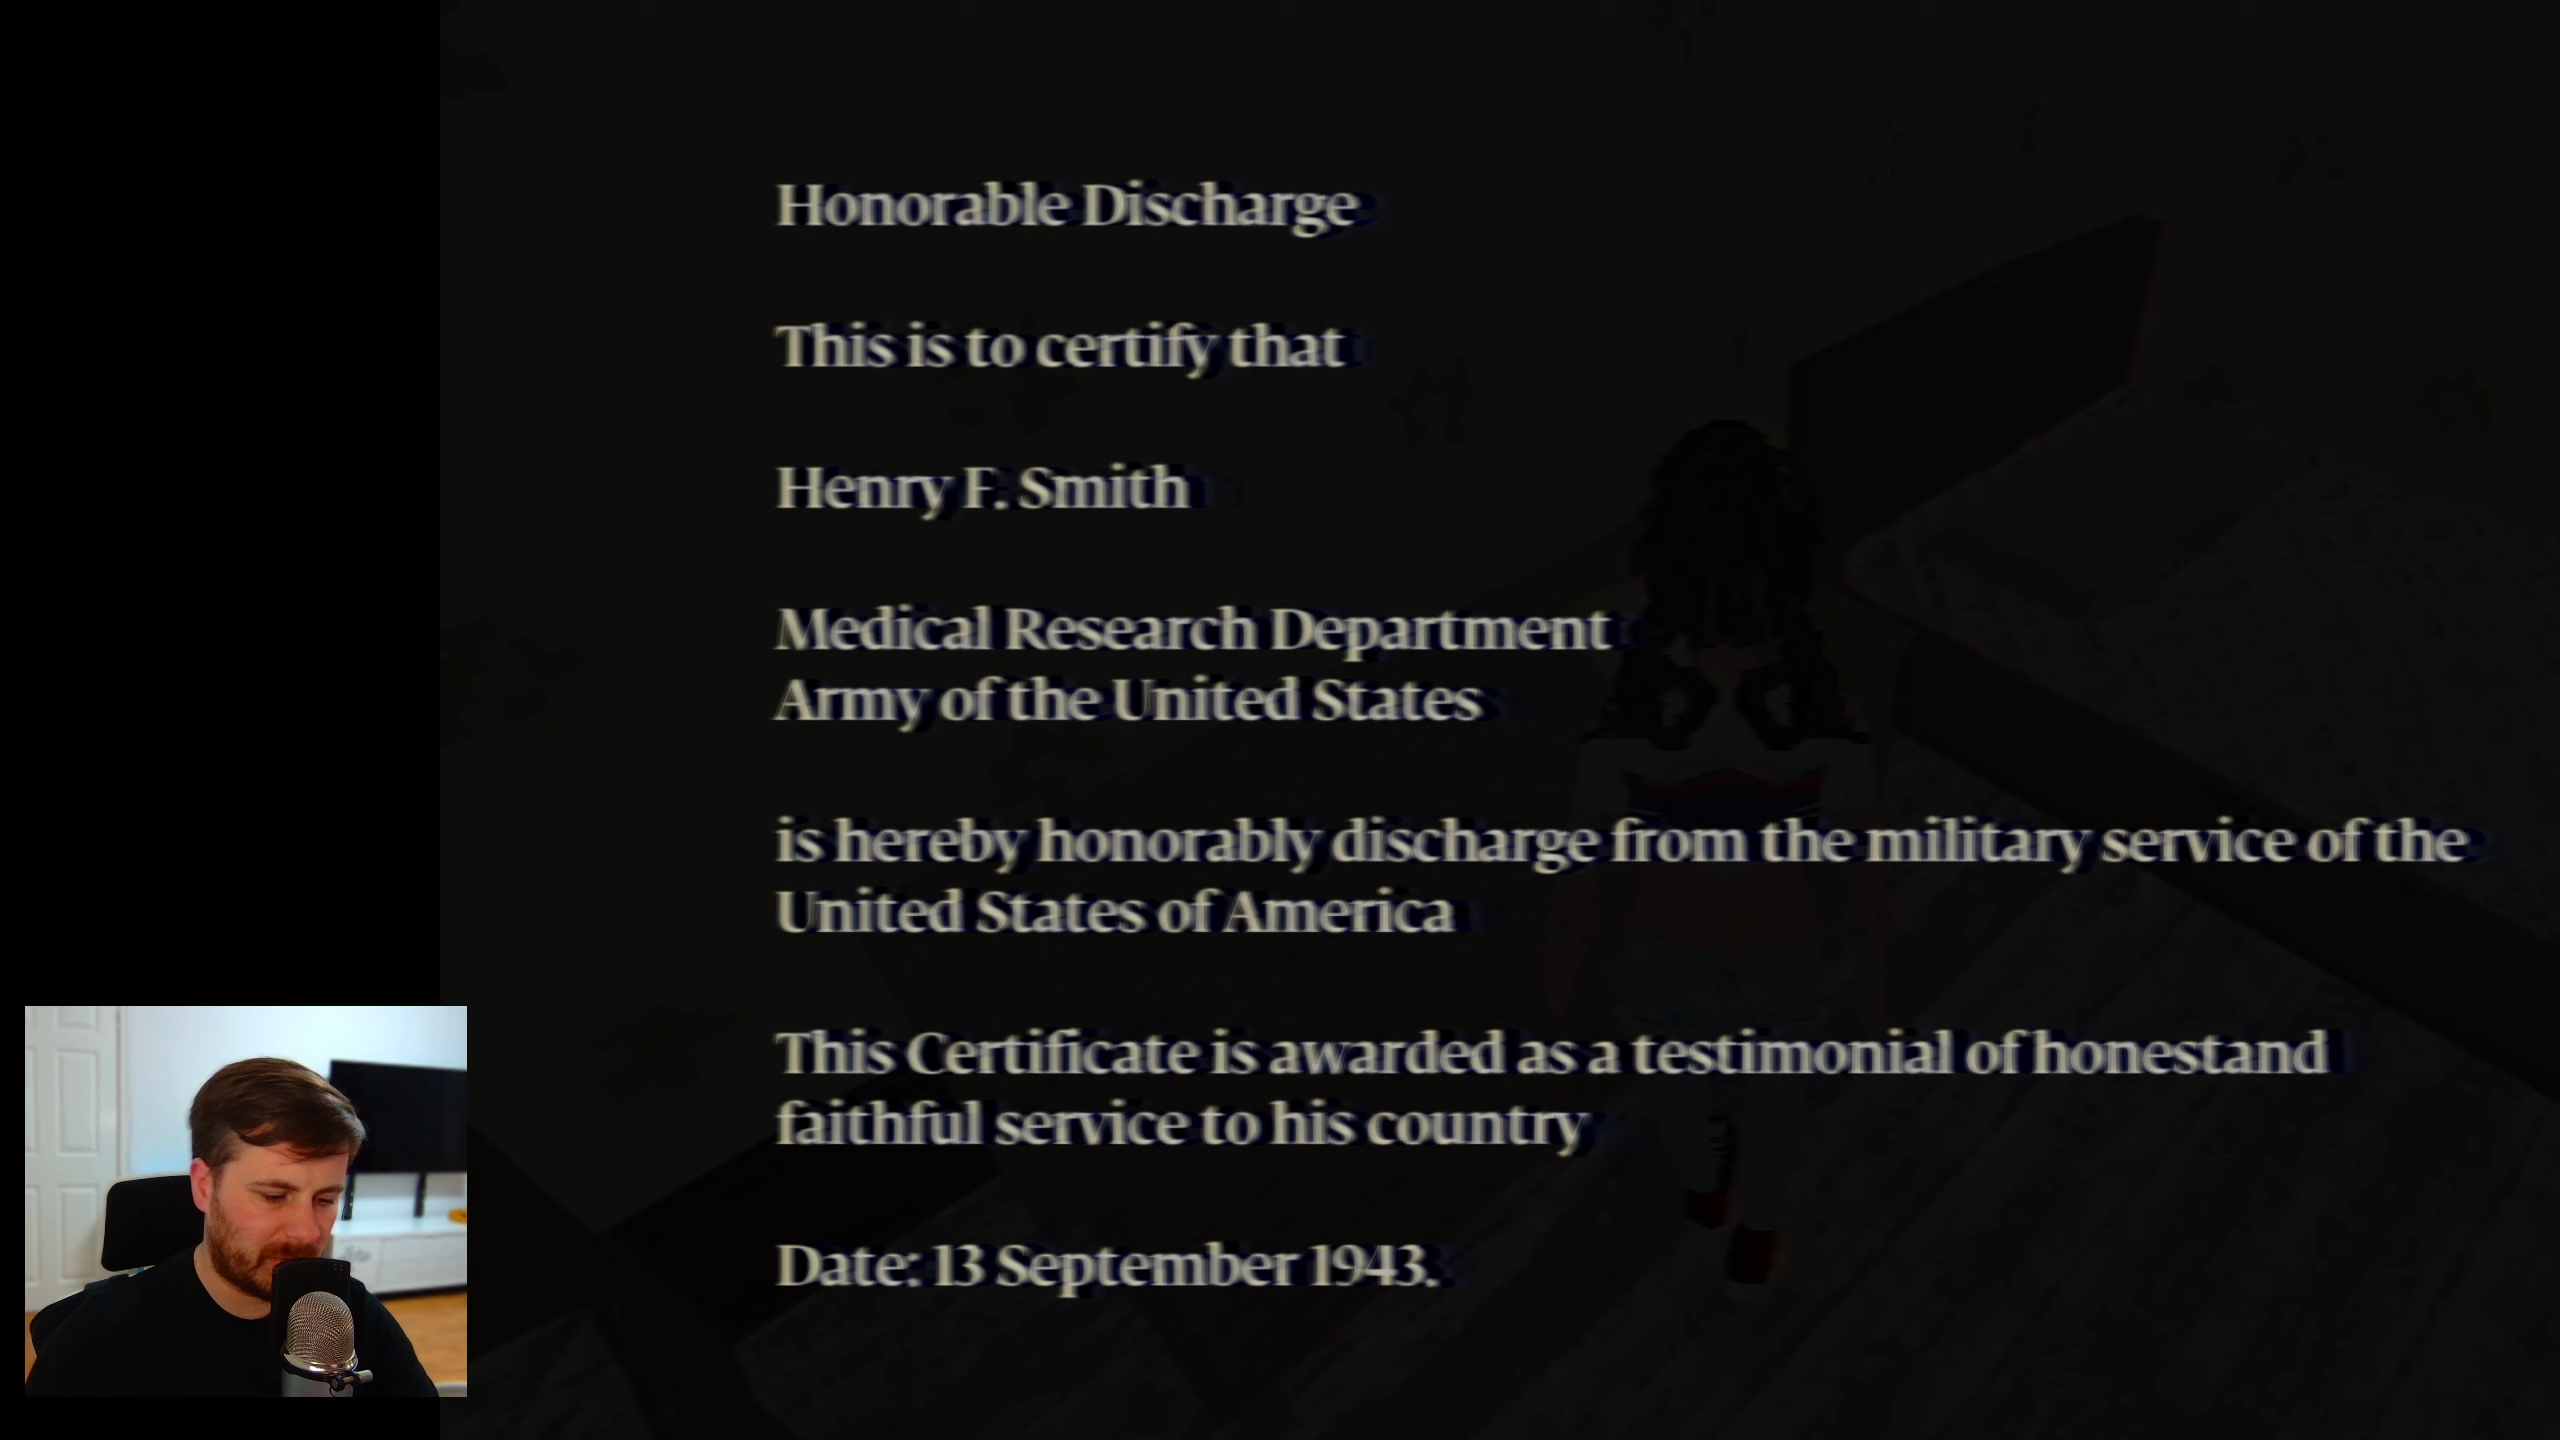 Honorable Discharge
This is to certify that
Henry F. Smith
Medical Research Department
Army of the United States
is hereby honorably discharge from the military service of the
United States of America
This Certificate is awarded as a testimonial of honestand
faithful service to his country
Date: 13 September 1943.